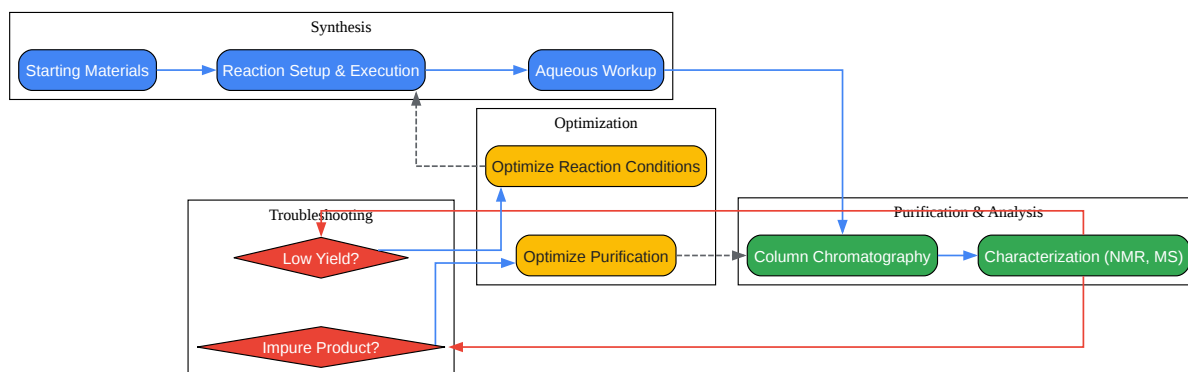 Synthesis
Starting Materials
Reaction Setup & Execution
Aqueous Workup
Optimization
Optimize Reaction Conditions
Troubleshooting
Purification & Analysis
Low Yield?
Optimize Purification
Column Chromatography
Characterization (NMR, MS)
Impure Product?